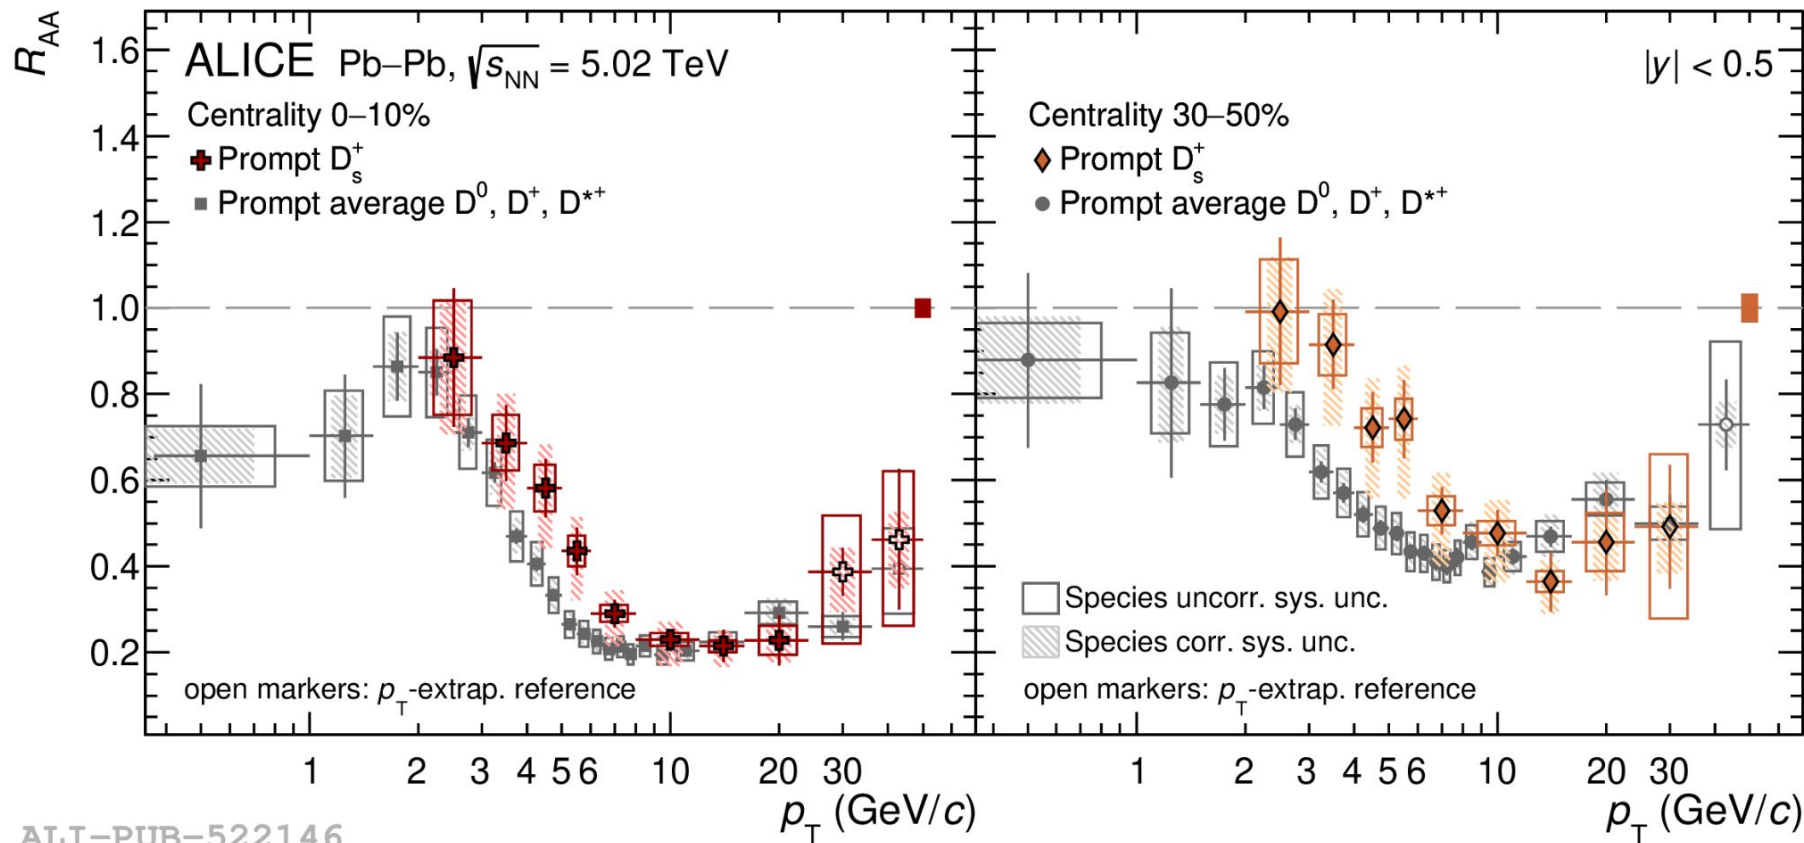 ALICE Pb–Pb, √s_NN = 5.02 TeV
|y| < 0.5
Centrality 0–10%
Prompt D_s^+
Prompt average D^0, D^+, D*^+
Centrality 30–50%
Prompt D_s^+
Prompt average D^0, D^+, D*^+
R_AA
1.6
1.4
1.2
1.0
0.8
0.6
0.4
0.2
Species uncorr. sys. unc.
Species corr. sys. unc.
open markers: p_T-extrap. reference
open markers: p_T-extrap. reference
1 2 3 4 5 6 10 20 30
1 2 3 4 5 6 10 20 30
p_T (GeV/c)
p_T (GeV/c)
ALI-PUB-522146